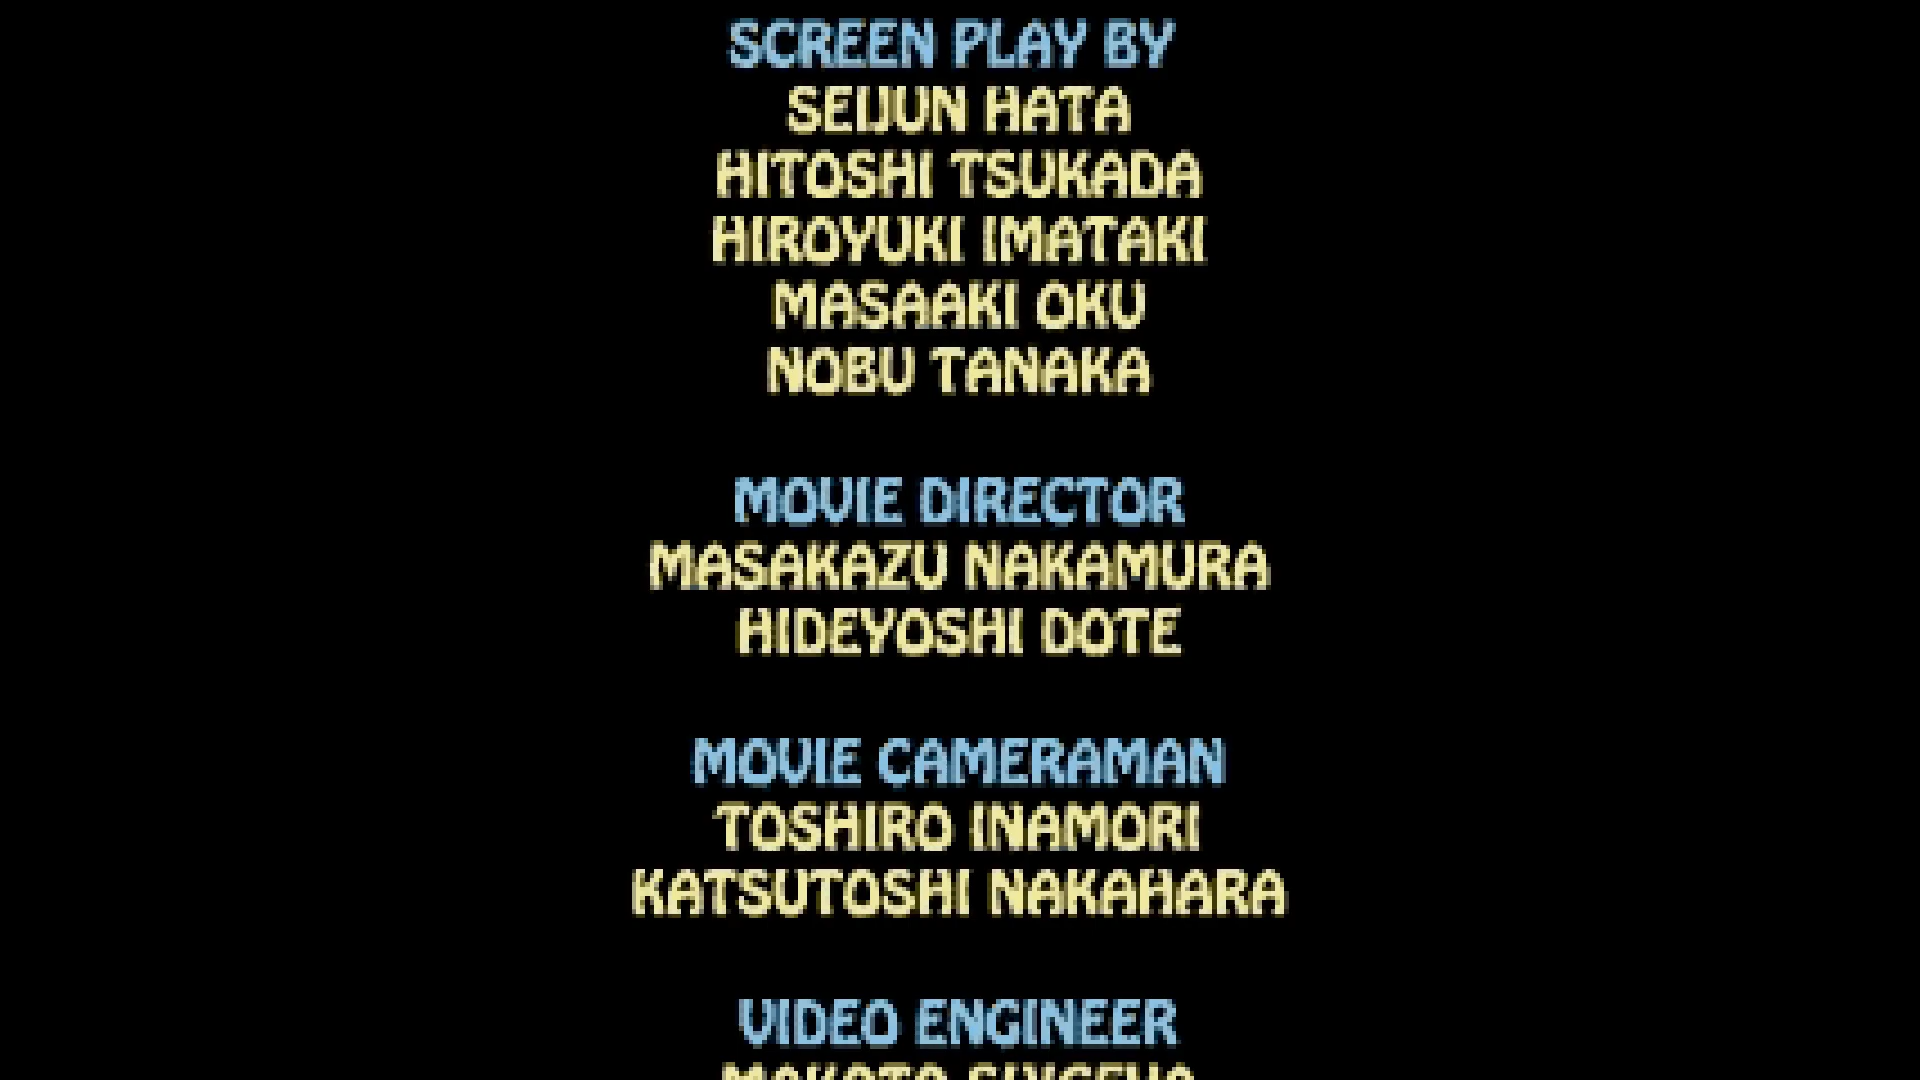 SCREEN PLAY BY
SEIJUN HATA
HITOSHI TSUKADA
HIROYUKI IMATAKI
MASAAKI OKU
NOBU TANAKA
MOVIE DIRECTOR
MASAKAZU NAKAMURA
HIDEYOSHI DOTE
MOVIE CAMERAMAN
TOSHIRO INAMORI
KATSUTOSHI NAKAHARA
VIDEO ENGINEER